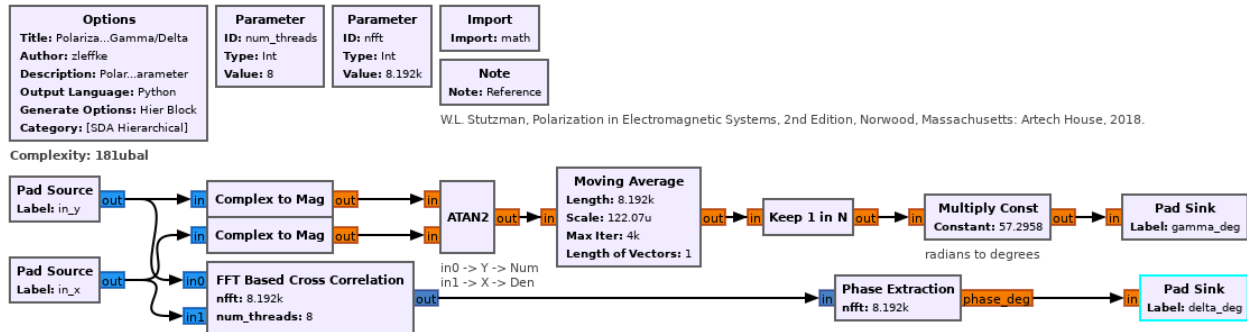 Options
Title: Polariza...Gamma/Delta
Author: zleffke
Description: Polar...arameter
Output Language: Python
Generate Options: Hier Block
Category: [SDA Hierarchical]
Parameter
ID: num_threads
Type: Int
Value: 8
Parameter
ID: nfft
Type: Int
Value: 8.192k
Import
Import: math
Note
Note: Reference
W.L. Stutzman, Polarization in Electromagnetic Systems, 2nd Edition, Norwood, Massachusetts: Artech House, 2018.
Complexity: 181ubal
Pad Source
Label: in_y
out
in
Complex to Mag
out
in
Complex to Mag
out
in
in
ATAN2
out
in0 -> Y -> Num
in1 -> X -> Den
in
Moving Average
Length: 8.192k
Scale: 122.07u
Max Iter: 4k
Length of Vectors: 1
out
in
Keep 1 in N
out
in
Multiply Const
Constant: 57.2958
out
radians to degrees
in
Pad Sink
Label: gamma_deg
Pad Source
Label: in_x
out
in0
in1
FFT Based Cross Correlation
nfft: 8.192k
num_threads: 8
out
in
Phase Extraction
nfft: 8.192k
phase_deg
in
Pad Sink
Label: delta_deg